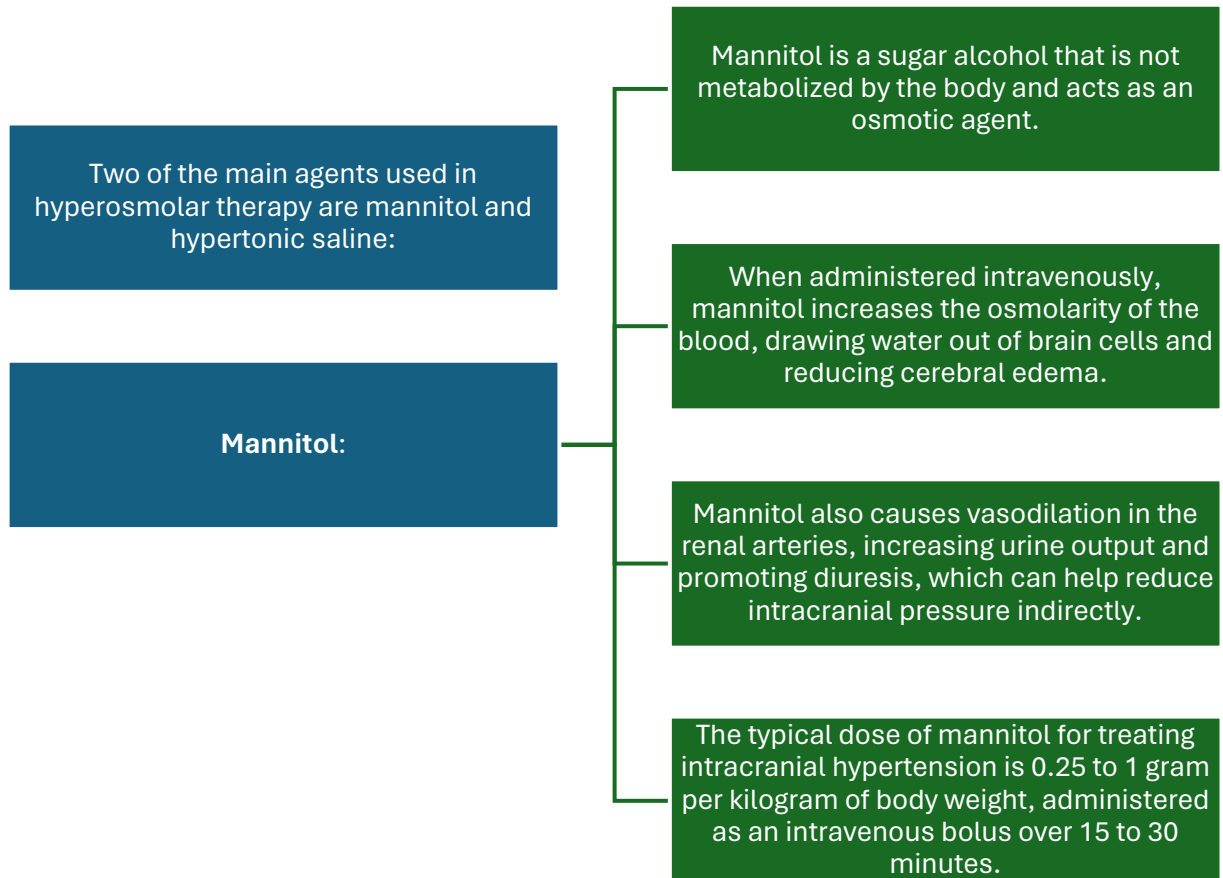 Two of the main agents used in
hyperosmolar therapy are mannitol and
hypertonic saline:
Mannitol:
Mannitol is a sugar alcohol that is not
metabolized by the body and acts as an
osmotic agent.
When administered intravenously,
mannitol increases the osmolarity of the
blood, drawing water out of brain cells and
reducing cerebral edema.
Mannitol also causes vasodilation in the
renal arteries, increasing urine output and
promoting diuresis, which can help reduce
intracranial pressure indirectly.
The typical dose of mannitol for treating
intracranial hypertension is 0.25 to 1 gram
per kilogram of body weight, administered
as an intravenous bolus over 15 to 30
minutes.